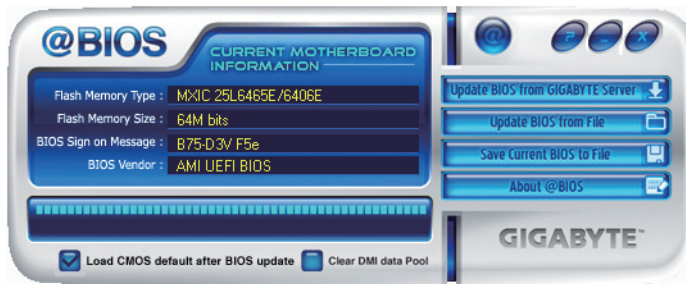 @BIOS
CURRENT MOTHERBOARD
INFORMATION
Flash Memory Type : MXIC 25L6465E/6406E
Flash Memory Size : 64M bits
BIOS Sign on Message : B75-D3V F5e
BIOS Vendor : AMI UEFI BIOS
Load CMOS default after BIOS update
Clear DMI data Pool
@ ? – X
Update BIOS from GIGABYTE Server
Update BIOS from File
Save Current BIOS to File
About @BIOS
GIGABYTE™